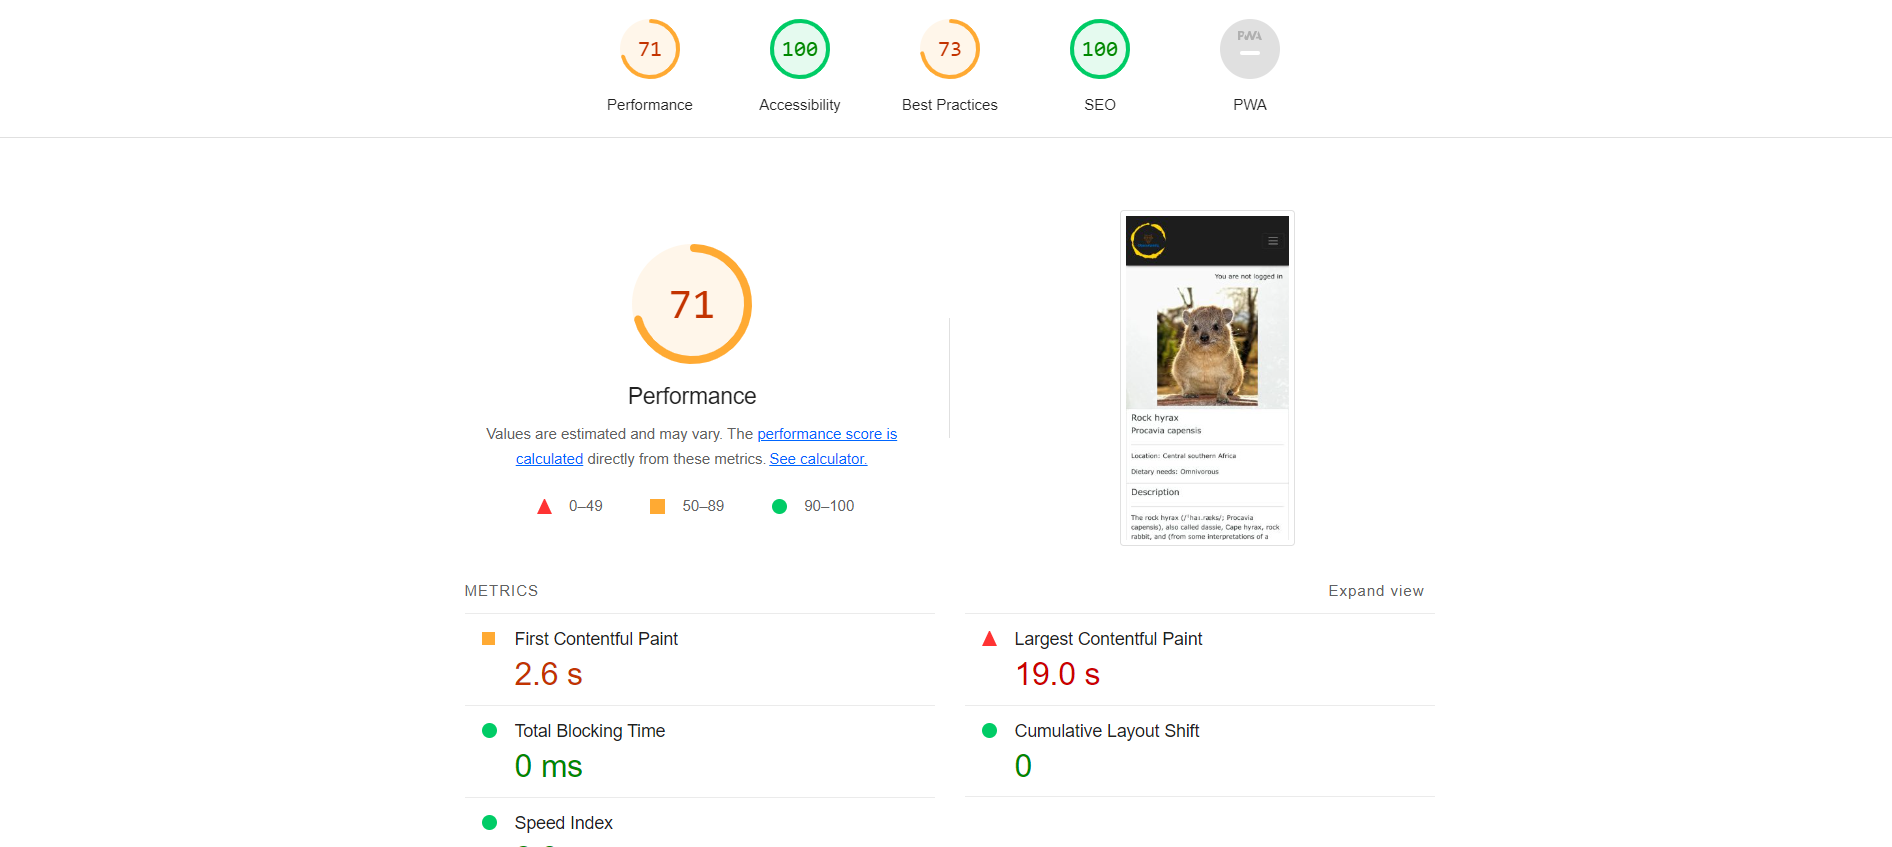 71
100
73
100
PWA
Performance
Accessibility
Best Practices
SEO
PWA
71
Performance
Values are estimated and may vary. The performance score is
calculated directly from these metrics. See calculator.
0–49
50–89
90–100
You are not logged in
Rock hyrax
Procavia capensis
Location: Central southern Africa
Dietary needs: Omnivorous
Description
The rock hyrax (/ˈhaɪ.ræks/; Procavia
capensis), also called dassie, Cape hyrax, rock
rabbit, and (from some interpretations of a
METRICS
Expand view
First Contentful Paint
2.6 s
Largest Contentful Paint
19.0 s
Total Blocking Time
0 ms
Cumulative Layout Shift
0
Speed Index